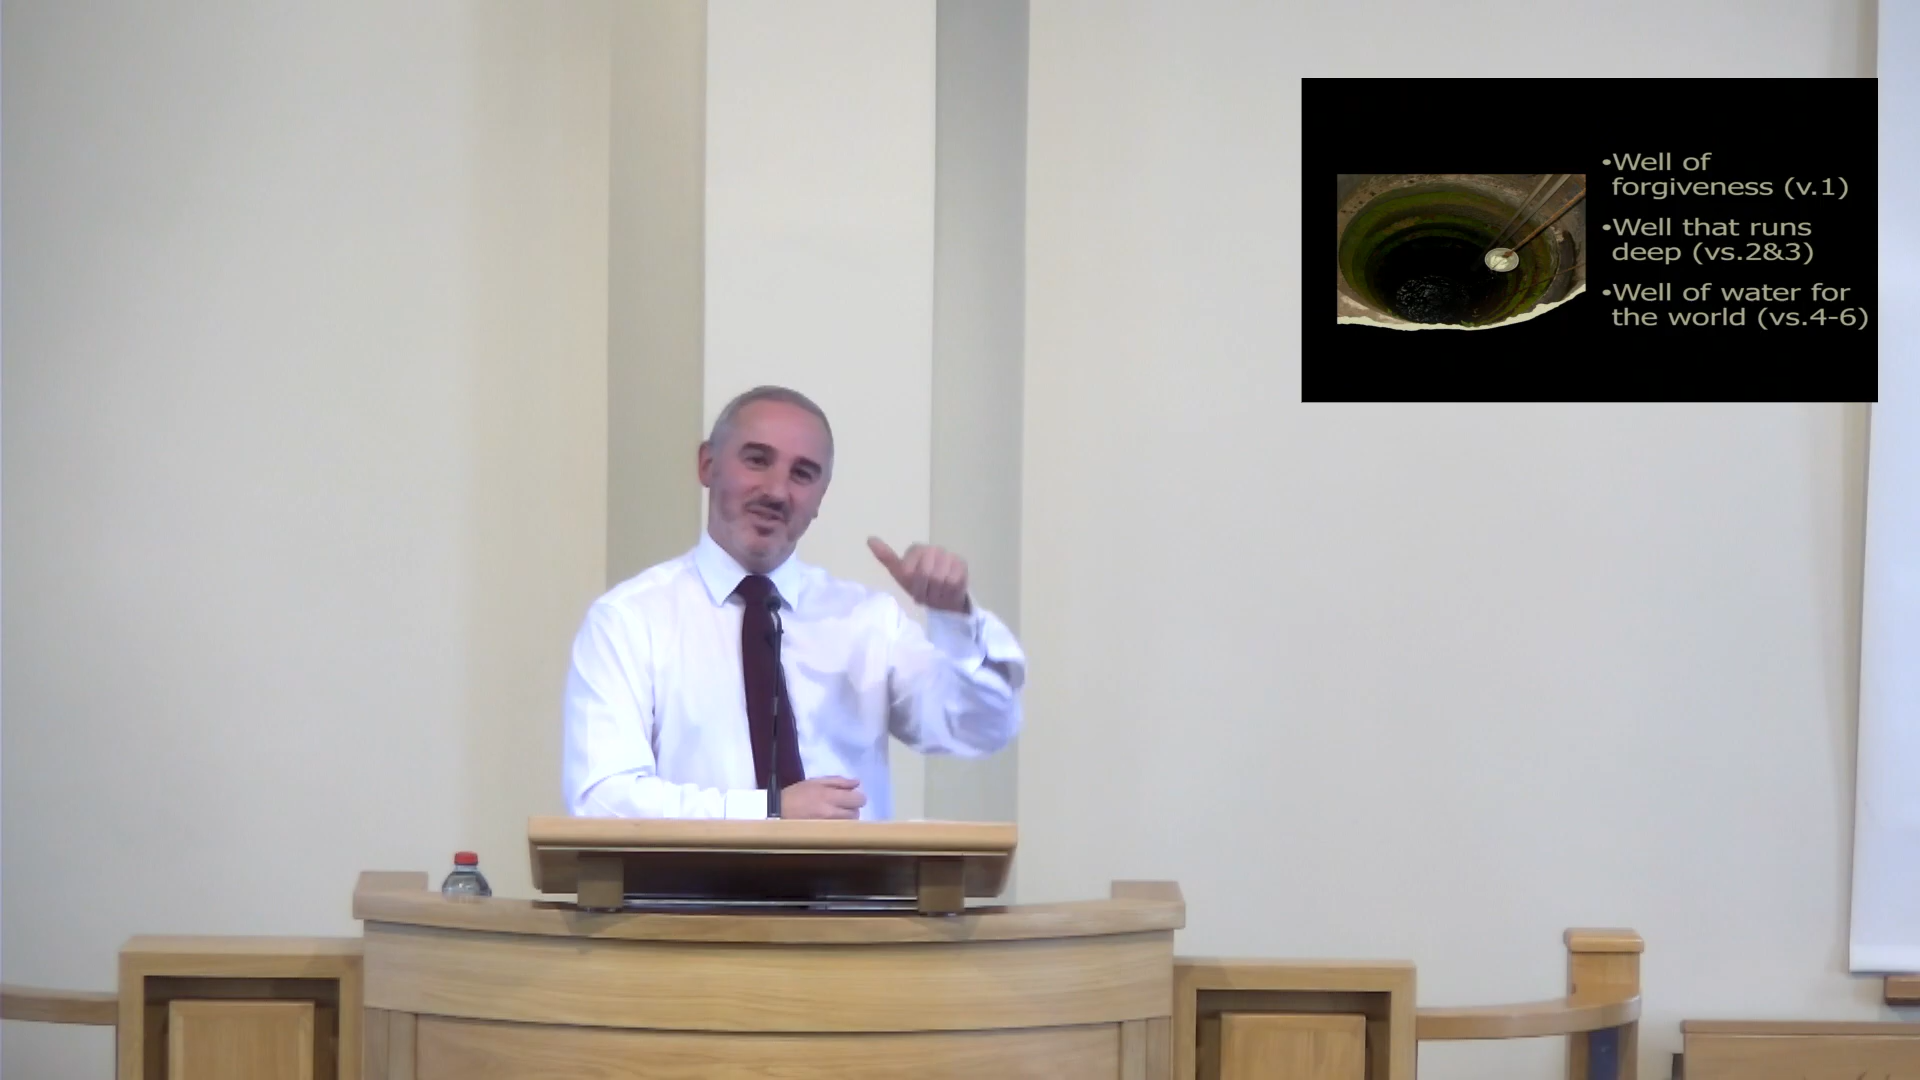 •Well of
forgiveness (v.1)
•Well that runs
deep (vs.2&3)
•Well of water for
the world (vs.4-6)